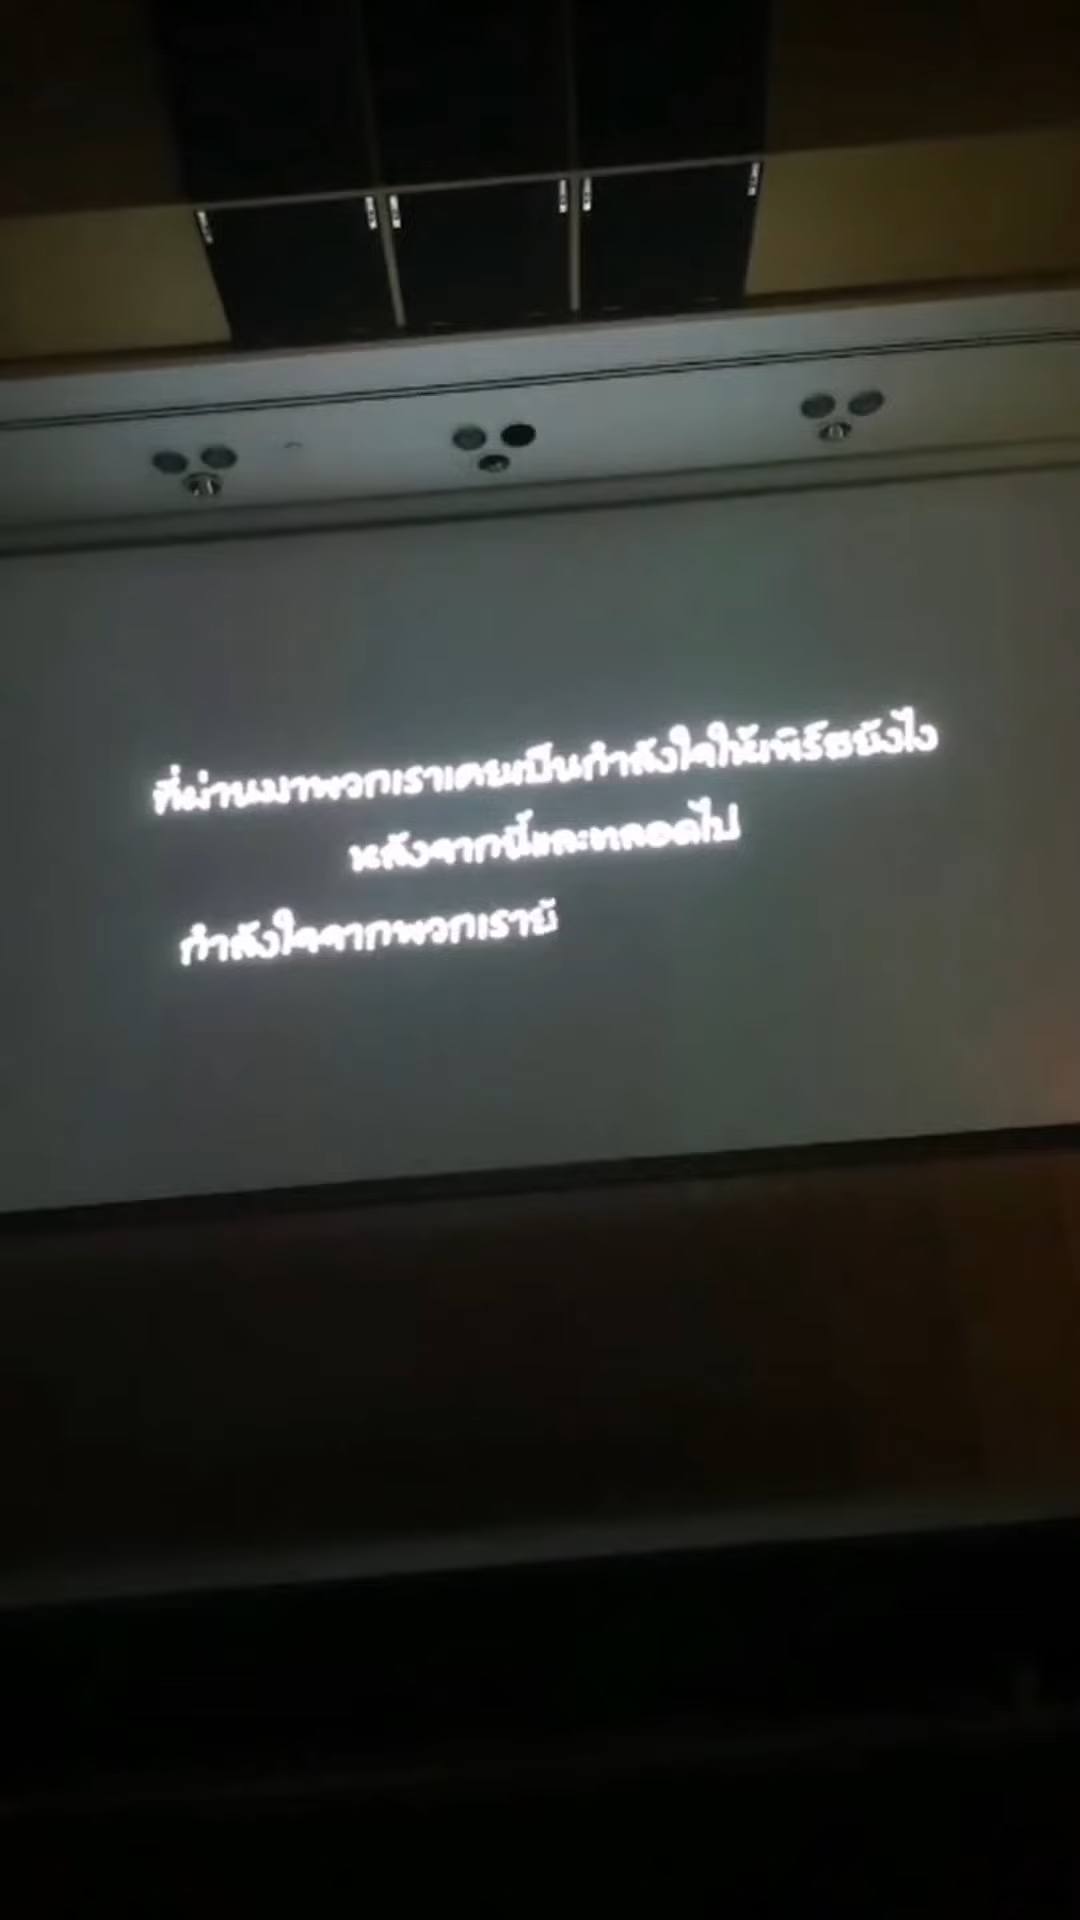 ที่ผ่านมาพวกเราเคยเป็นกำลังใจให้พีร์ซยังไง
หลังจากนี้และตลอดไป
กำลังใจจากพวกเรายั